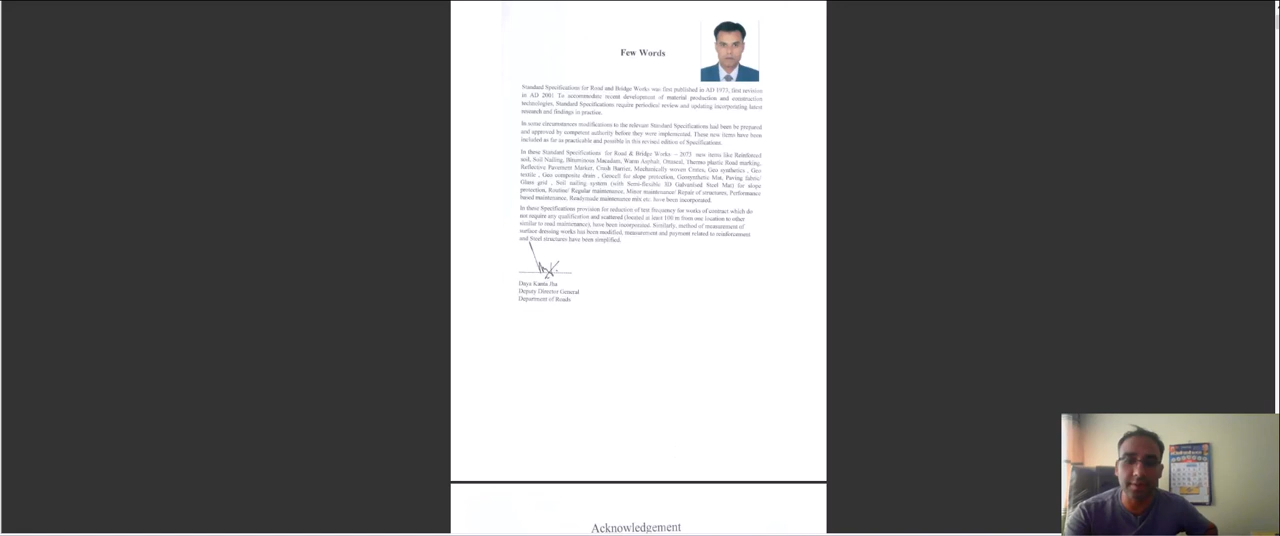 Few Words
Standard Specifications for Road and Bridge Works was first published in AD 1973, first revision
in AD 2001 To accommodate recent development of material production and construction
technologies. Standard Specifications require periodical review and updating incorporating latest
research and findings in practice.
In some circumstances modifications to the relevant Standard Specifications had been be prepared
and approved by competent authority before they were implemented. These new items have been
included as far as practicable and possible in this revised edition of Specifications.
In these Standard Specifications for Road & Bridge Works – 2073 new items like Reinforced
soil, Soil Nailing, Bituminous Macadam, Warm Asphalt, Ottaseal, Thermo plastic Road marking,
Reflective Pavement Marker, Crash Barrier, Mechanically woven Crates, Geo synthetics , Geo
textile , Geo composite drain , Geocell for slope protection, Geosynthetic Mat, Paving fabric/
Glass grid , Soil nailing system (with Semi-flexible 3D Galvanised Steel Mat) for slope
protection, Routine/ Regular maintenance, Minor maintenance/ Repair of structures, Performance
based maintenance, Readymade maintenance mix etc. have been incorporated.
In these Specifications provision for reduction of test frequency for works of contract which do
not require any qualification and scattered (located at least 100 m from one location to other
similar to road maintenance), have been incorporated. Similarly, method of measurement of
surface dressing works has been modified, measurement and payment related to reinforcement
and Steel structures have been simplified.
Daya Kanta Jha
Deputy Director General
Department of Roads
Acknowledgement